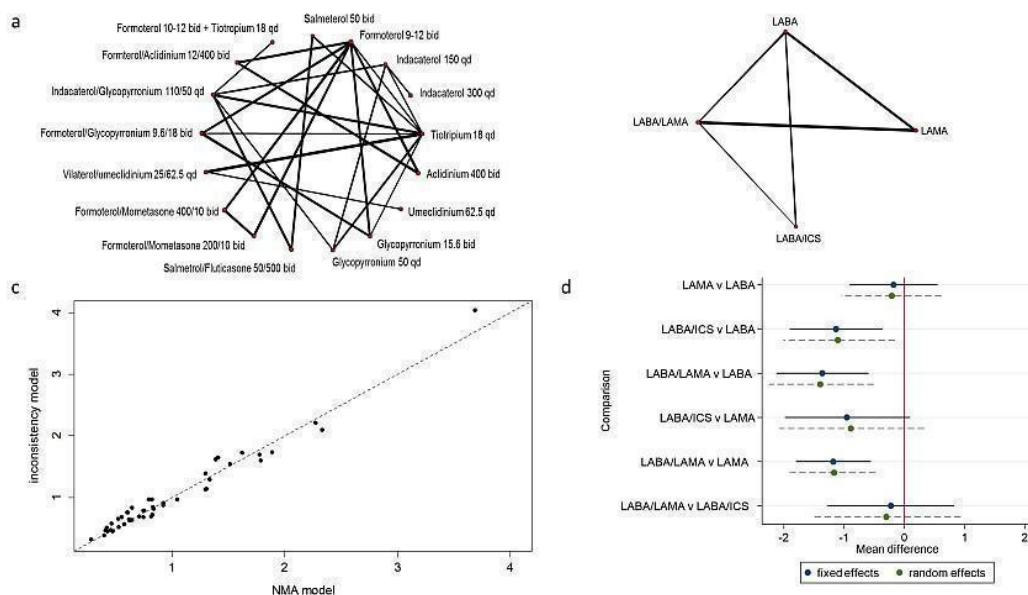 a
Salmeterol 50 bid
Formoterol 10-12 bid + Tiotropium 18 qd
Formoterol 9-12 bid
Formterol/Aclidinium 12/400 bid
Indacaterol 150 qd
Indacaterol/Glycopyrronium 110/50 qd
Indacaterol 300 qd
Formoterol/Glycopyrronium 9.6/18 bid
Tiotripium 18 qd
Vilaterol/umeclidinium 25/62.5 qd
Aclidinium 400 bid
Formoterol/Mometasone 400/10 bid
Umeclidinium 62.5 qd
Formoterol/Mometasone 200/10 bid
Glycopyrronium 15.6 bid
Salmetrol/Fluticasone 50/500 bid
Glycopyrronium 50 qd
LABA
LABA/LAMA
LAMA
LABA/ICS
c
inconsistency model
4
3
2
1
1
2
3
4
NMA model
d
Comparison
LAMA v LABA
LABA/ICS v LABA
LABA/LAMA v LABA
LABA/ICS v LAMA
LABA/LAMA v LAMA
LABA/LAMA v LABA/ICS
-2
-1
0
1
2
Mean difference
fixed effects
random effects